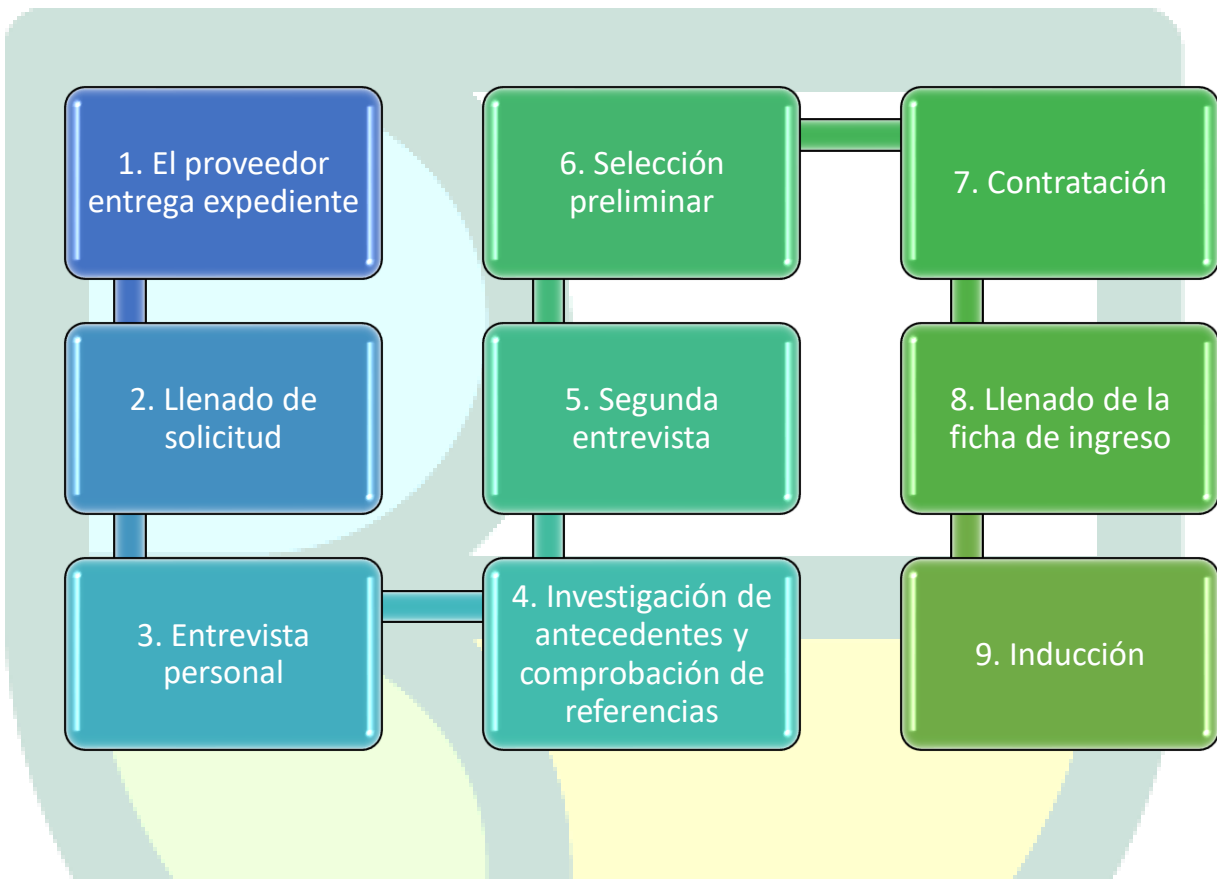 1. El proveedor
entrega expediente
2. Llenado de
solicitud
3. Entrevista
personal
4. Investigación de
antecedentes y
comprobación de
referencias
5. Segunda
entrevista
6. Selección
preliminar
7. Contratación
8. Llenado de la
ficha de ingreso
9. Inducción